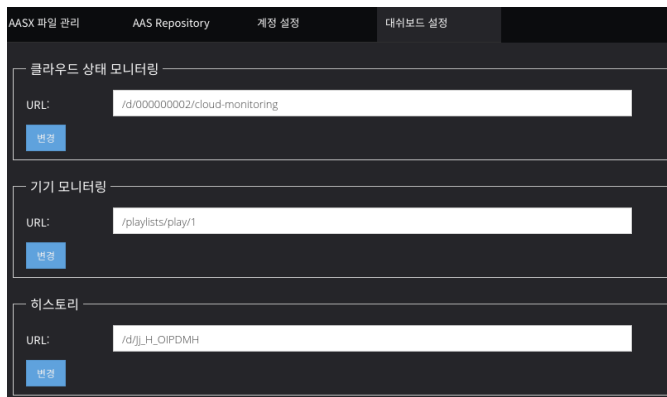 AASX 파일 관리 AAS Repository 계정 설정 대쉬보드 설정
클라우드 상태 모니터링
URL: /d/000000002/cloud-monitoring
변경
기기 모니터링
URL: /playlists/play/1
변경
히스토리
URL: /d/Jj_H_OIPDMH
변경